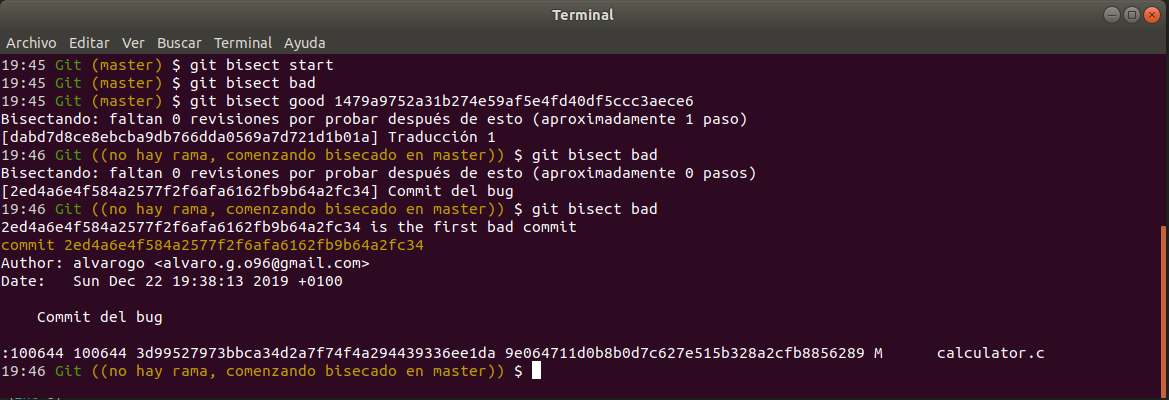 Terminal
Archivo Editar Ver Buscar Terminal Ayuda
19:45 Git (master) $ git bisect start
19:45 Git (master) $ git bisect bad
19:45 Git (master) $ git bisect good 1479a9752a31b274e59af5e4fd40df5ccc3aece6
Bisectando: faltan 0 revisiones por probar después de esto (aproximadamente 1 paso)
[dabd7d8ce8ebcba9db766dda0569a7d721d1b01a] Traducción 1
19:46 Git ((no hay rama, comenzando bisecado en master)) $ git bisect bad
Bisectando: faltan 0 revisiones por probar después de esto (aproximadamente 0 pasos)
[2ed4a6e4f584a2577f2f6afa6162fb9b64a2fc34] Commit del bug
19:46 Git ((no hay rama, comenzando bisecado en master)) $ git bisect bad
2ed4a6e4f584a2577f2f6afa6162fb9b64a2fc34 is the first bad commit
commit 2ed4a6e4f584a2577f2f6afa6162fb9b64a2fc34
Author: alvarogo <alvaro.g.o96@gmail.com>
Date:   Sun Dec 22 19:38:13 2019 +0100
Commit del bug
:100644 100644 3d99527973bbca34d2a7f74f4a294439336ee1da 9e064711d0b8b0d7c627e515b328a2cfb8856289 M	calculator.c
19:46 Git ((no hay rama, comenzando bisecado en master)) $